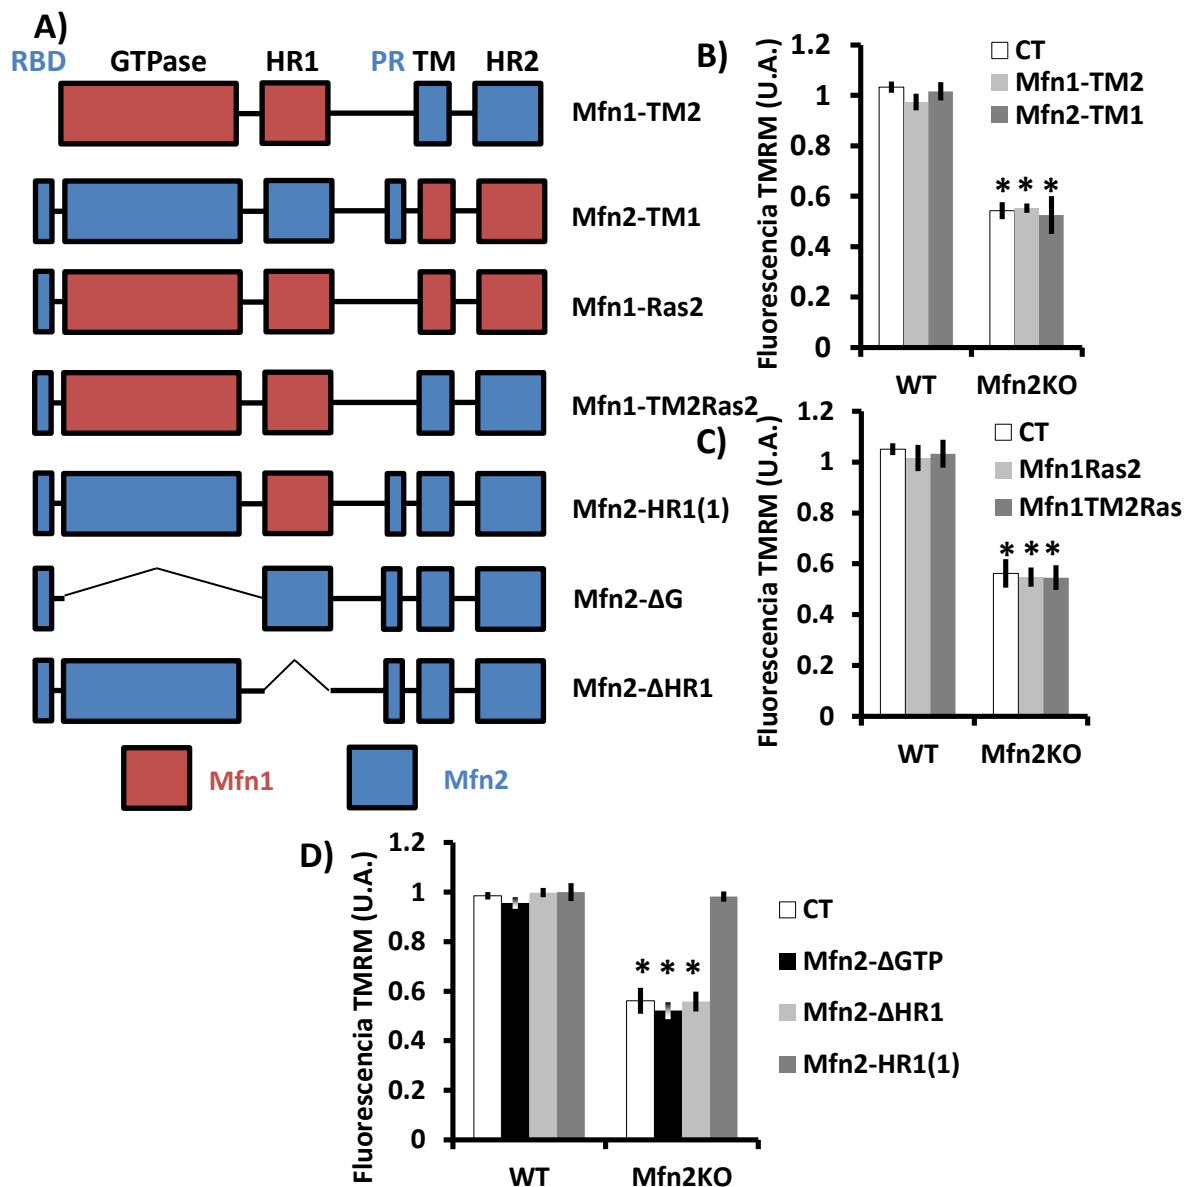 A)
RBD GTPase HR1 PR TM HR2
Mfn1-TM2
Mfn2-TM1
Mfn1-Ras2
Mfn1-TM2Ras2
Mfn2-HR1(1)
Mfn2-ΔG
Mfn2-ΔHR1
Mfn1 Mfn2
B)
Fluorescencia TMRM (U.A.)
1.2
1
0.8
0.6
0.4
0.2
0
CT
Mfn1-TM2
Mfn2-TM1
* * *
WT Mfn2KO
C)
Fluorescencia TMRM (U.A.)
1.2
1
0.8
0.6
0.4
0.2
0
CT
Mfn1Ras2
Mfn1TM2Ras
* * *
WT Mfn2KO
D)
Fluorescencia TMRM (U.A.)
1.2
1
0.8
0.6
0.4
0.2
0
* * *
WT Mfn2KO
CT
Mfn2-ΔGTP
Mfn2-ΔHR1
Mfn2-HR1(1)